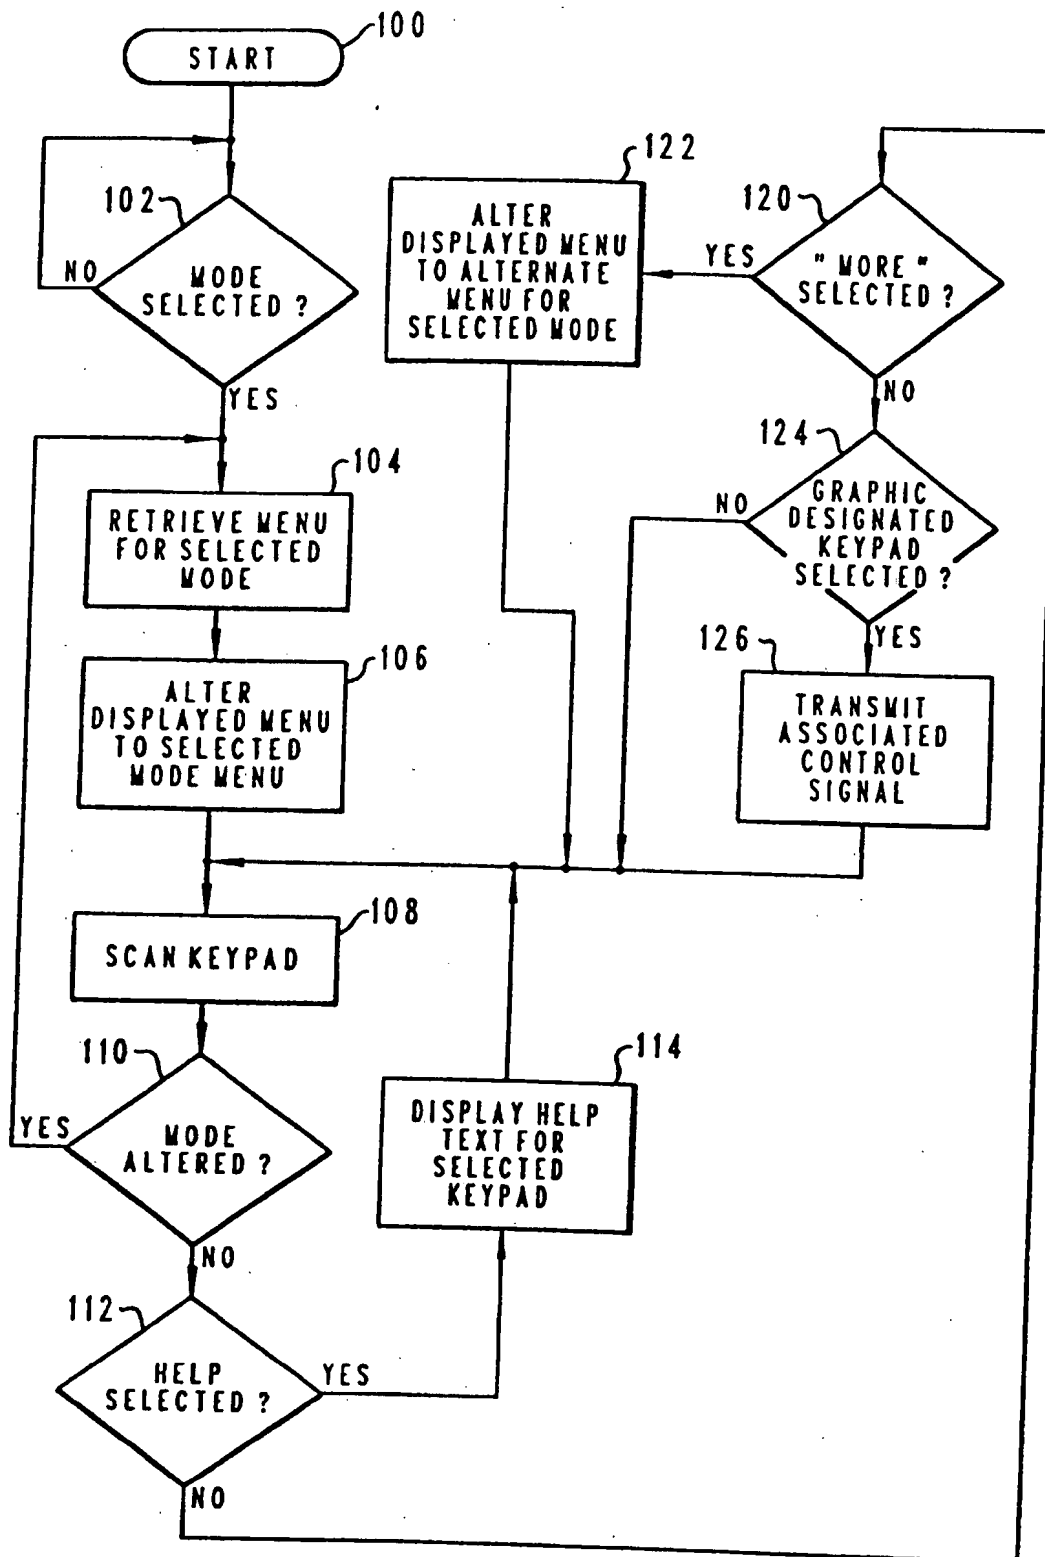 100
START
102
NO
MODE
SELECTED ?
YES
104
RETRIEVE MENU
FOR SELECTED
MODE
106
ALTER
DISPLAYED MENU
TO SELECTED
MODE MENU
108
SCAN KEYPAD
110
YES
MODE
ALTERED ?
NO
112
HELP
SELECTED ?
YES
NO
114
DISPLAY HELP
TEXT FOR
SELECTED
KEYPAD
122
ALTER
DISPLAYED MENU
TO ALTERNATE
MENU FOR
SELECTED MODE
120
YES
" MORE "
SELECTED ?
NO
124
NO
GRAPHIC
DESIGNATED
KEYPAD
SELECTED ?
YES
126
TRANSMIT
ASSOCIATED
CONTROL
SIGNAL